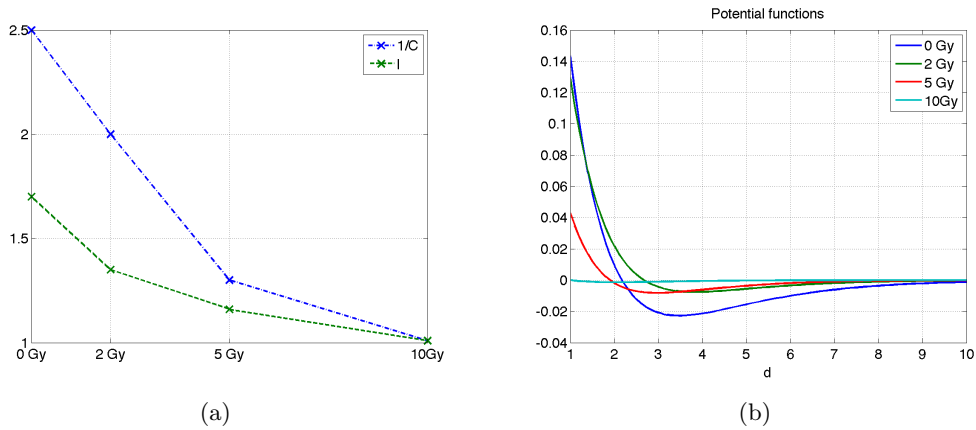 2.5
2
1.5
1
0 Gy
2 Gy
5 Gy
10Gy
1/C
l
(a)
Potential functions
0.16
0.14
0.12
0.1
0.08
0.06
0.04
0.02
0
-0.02
-0.04
1 2 3 4 5 6 7 8 9 10
d
0 Gy
2 Gy
5 Gy
10Gy
(b)